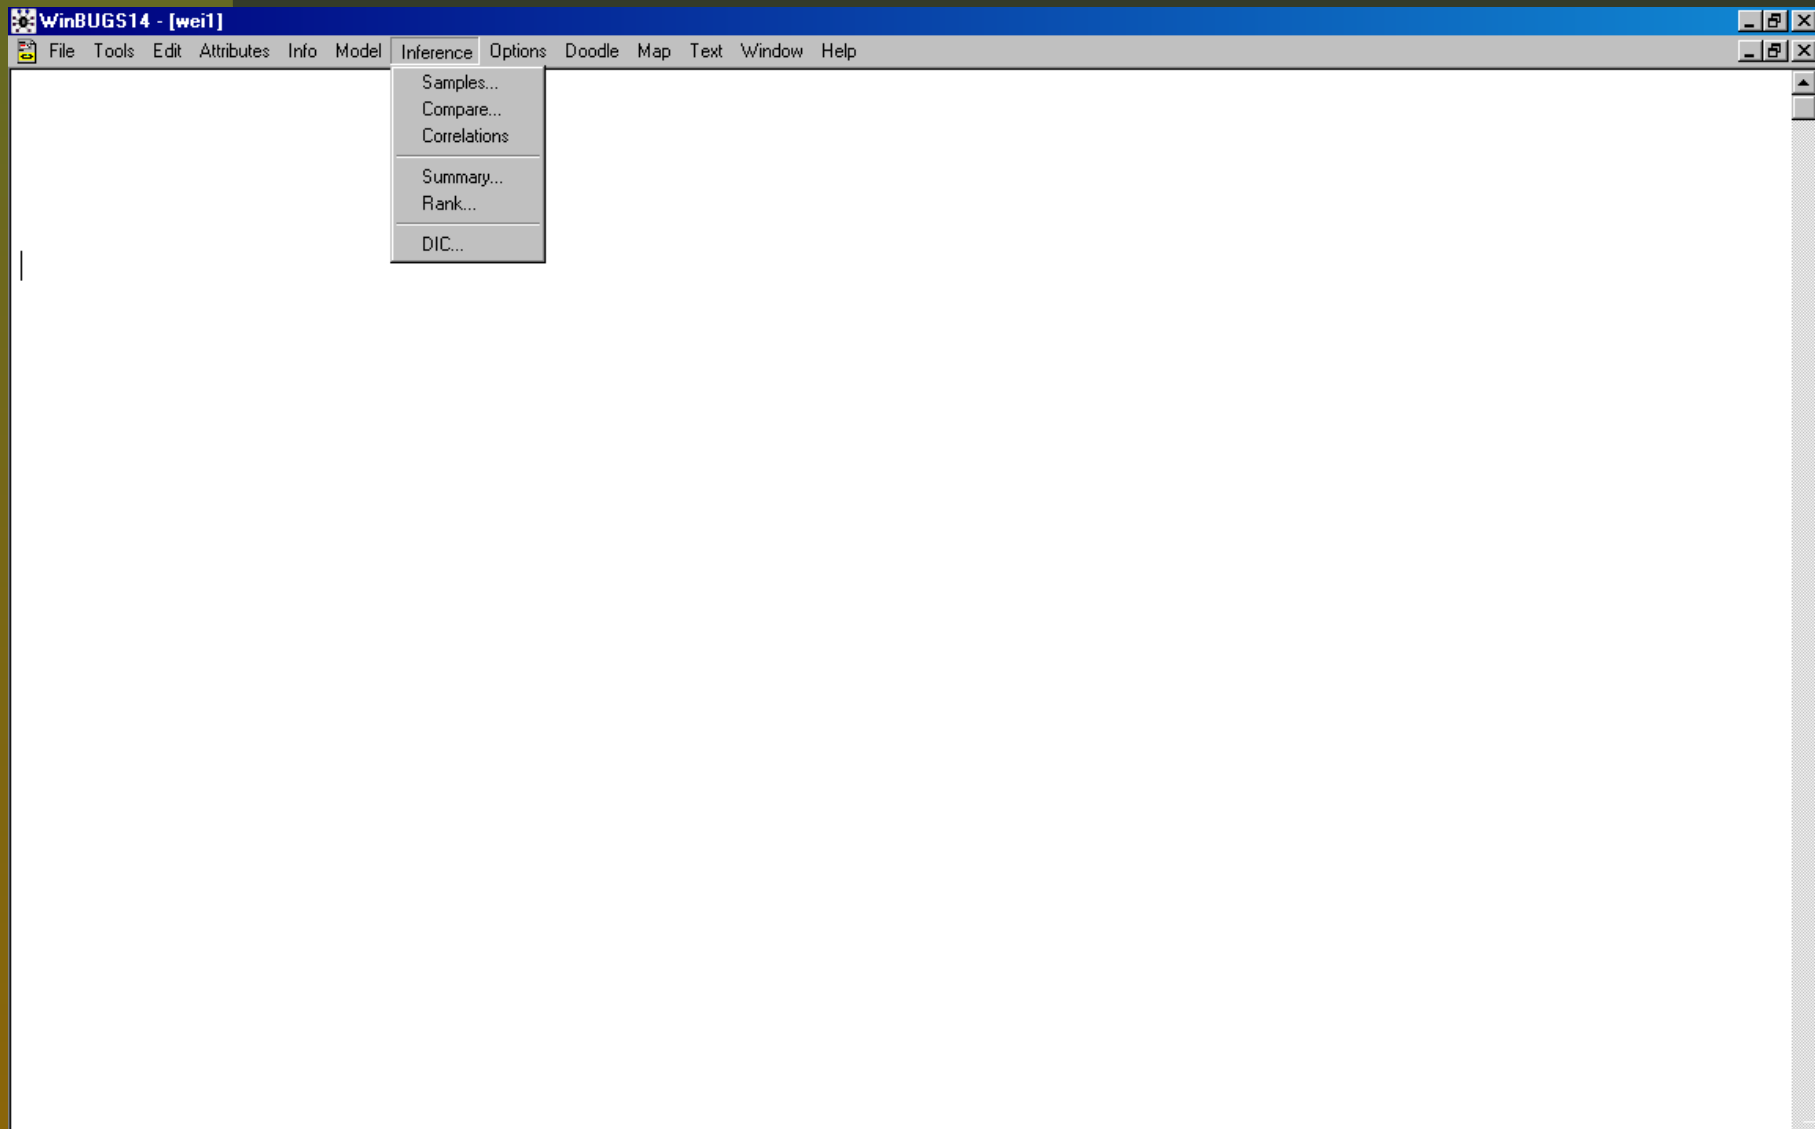 WinBUGS14 - [wei1]
File Tools Edit Attributes Info Model Inference Options Doodle Map Text Window Help
Samples...
Compare...
Correlations
Summary...
Rank...
DIC...